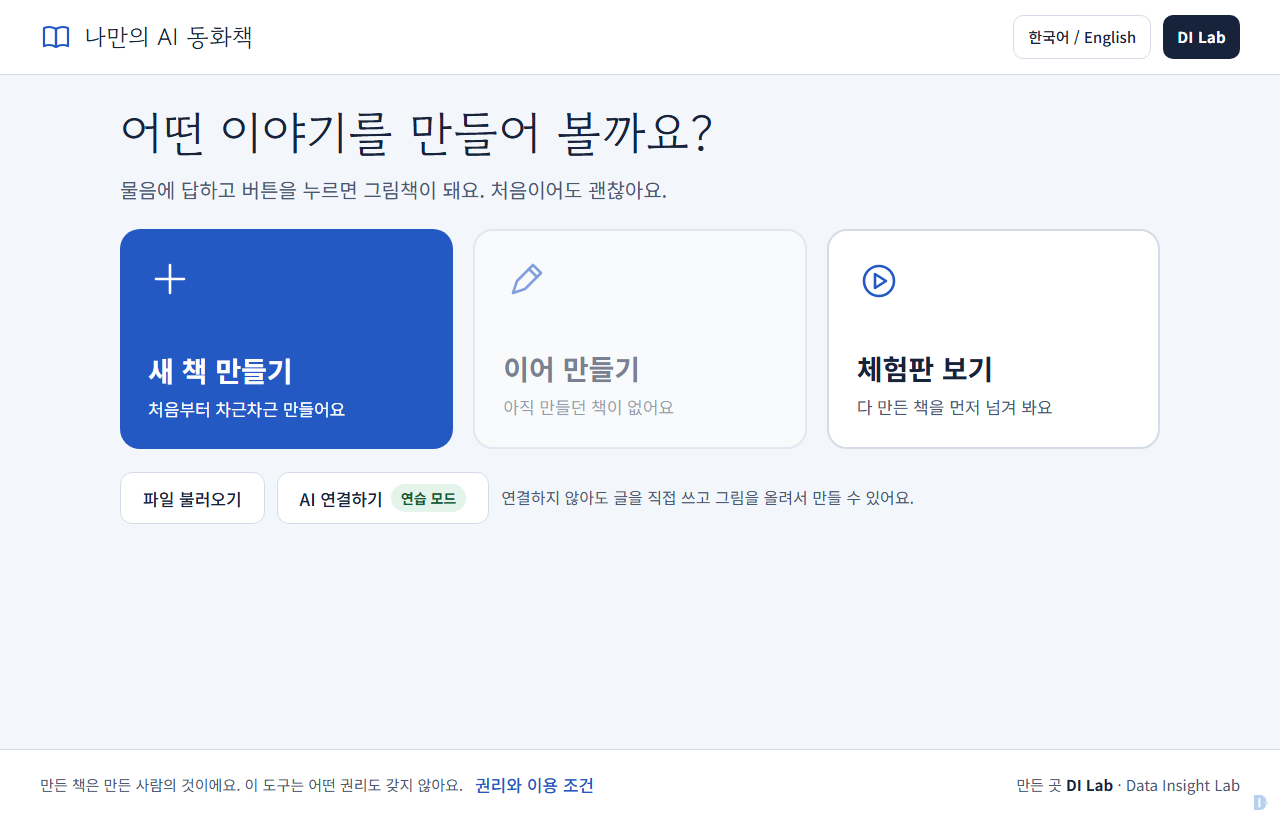 나만의 AI 동화책
한국어 / English
DI Lab
어떤 이야기를 만들어 볼까요?
물음에 답하고 버튼을 누르면 그림책이 돼요. 처음이어도 괜찮아요.
새 책 만들기
처음부터 차근차근 만들어요
이어 만들기
아직 만들던 책이 없어요
체험판 보기
다 만든 책을 먼저 넘겨 봐요
파일 불러오기
AI 연결하기 연습 모드
연결하지 않아도 글을 직접 쓰고 그림을 올려서 만들 수 있어요.
만든 책은 만든 사람의 것이에요. 이 도구는 어떤 권리도 갖지 않아요. 권리와 이용 조건
만든 곳 DI Lab · Data Insight Lab